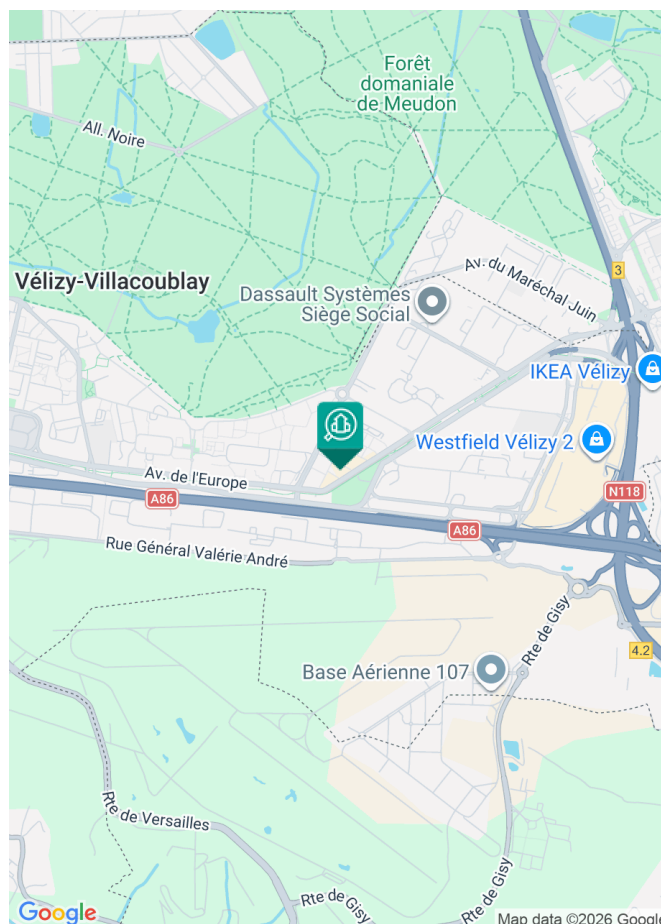 Forêt
domaniale
de Meudon
All. Noire
3
Av. du Maréchal Juin
Vélizy-Villacoublay
Dassault Systèmes
Siège Social
IKEA Vélizy
Westfield Vélizy 2
Av. de l'Europe
A86
N118
A86
Rue Général Valérie André
Rte de Gisy
4.2
Base Aérienne 107
Rte de Versailles
Rte de Gisy
Rte de Gisy
Google
Map data ©2026 Google